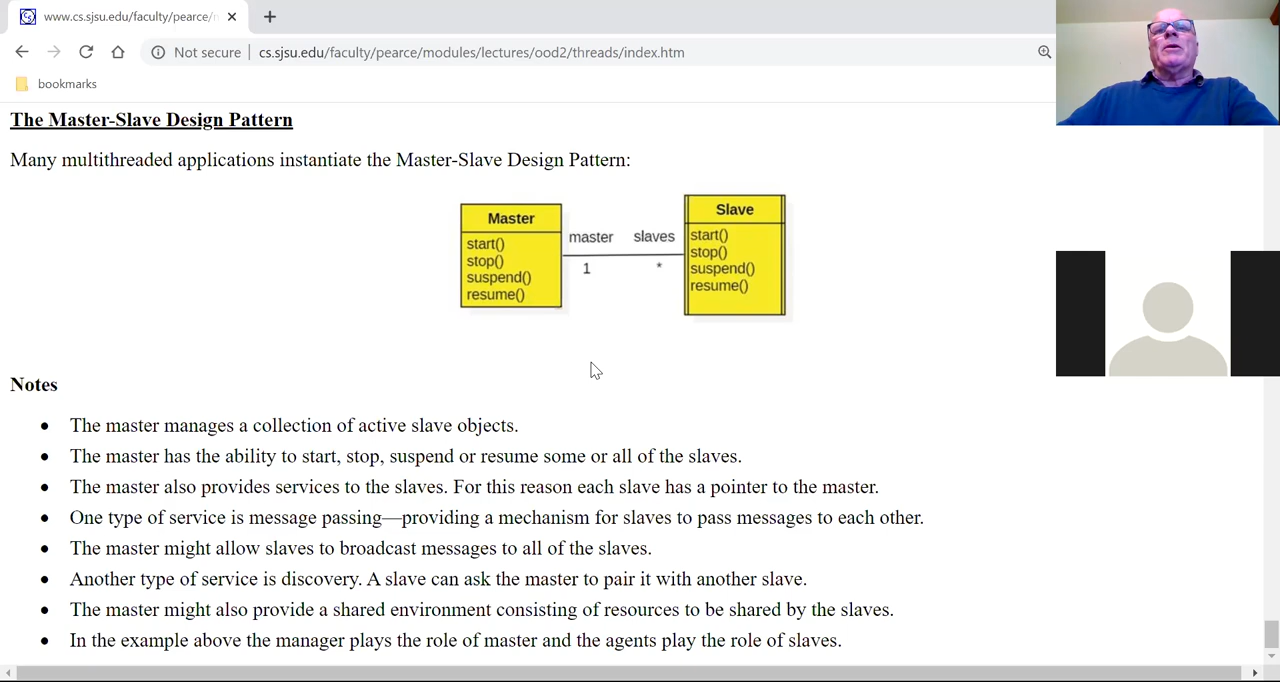 www.cs.sjsu.edu/faculty/pearce/m
Not secure
cs.sjsu.edu/faculty/pearce/modules/lectures/ood2/threads/index.htm
bookmarks
The Master-Slave Design Pattern
Many multithreaded applications instantiate the Master-Slave Design Pattern:
Master
start()
stop()
suspend()
resume()
master
slaves
1
*
Slave
start()
stop()
suspend()
resume()
Notes
• The master manages a collection of active slave objects.
• The master has the ability to start, stop, suspend or resume some or all of the slaves.
• The master also provides services to the slaves. For this reason each slave has a pointer to the master.
• One type of service is message passing—providing a mechanism for slaves to pass messages to each other.
• The master might allow slaves to broadcast messages to all of the slaves.
• Another type of service is discovery. A slave can ask the master to pair it with another slave.
• The master might also provide a shared environment consisting of resources to be shared by the slaves.
• In the example above the manager plays the role of master and the agents play the role of slaves.